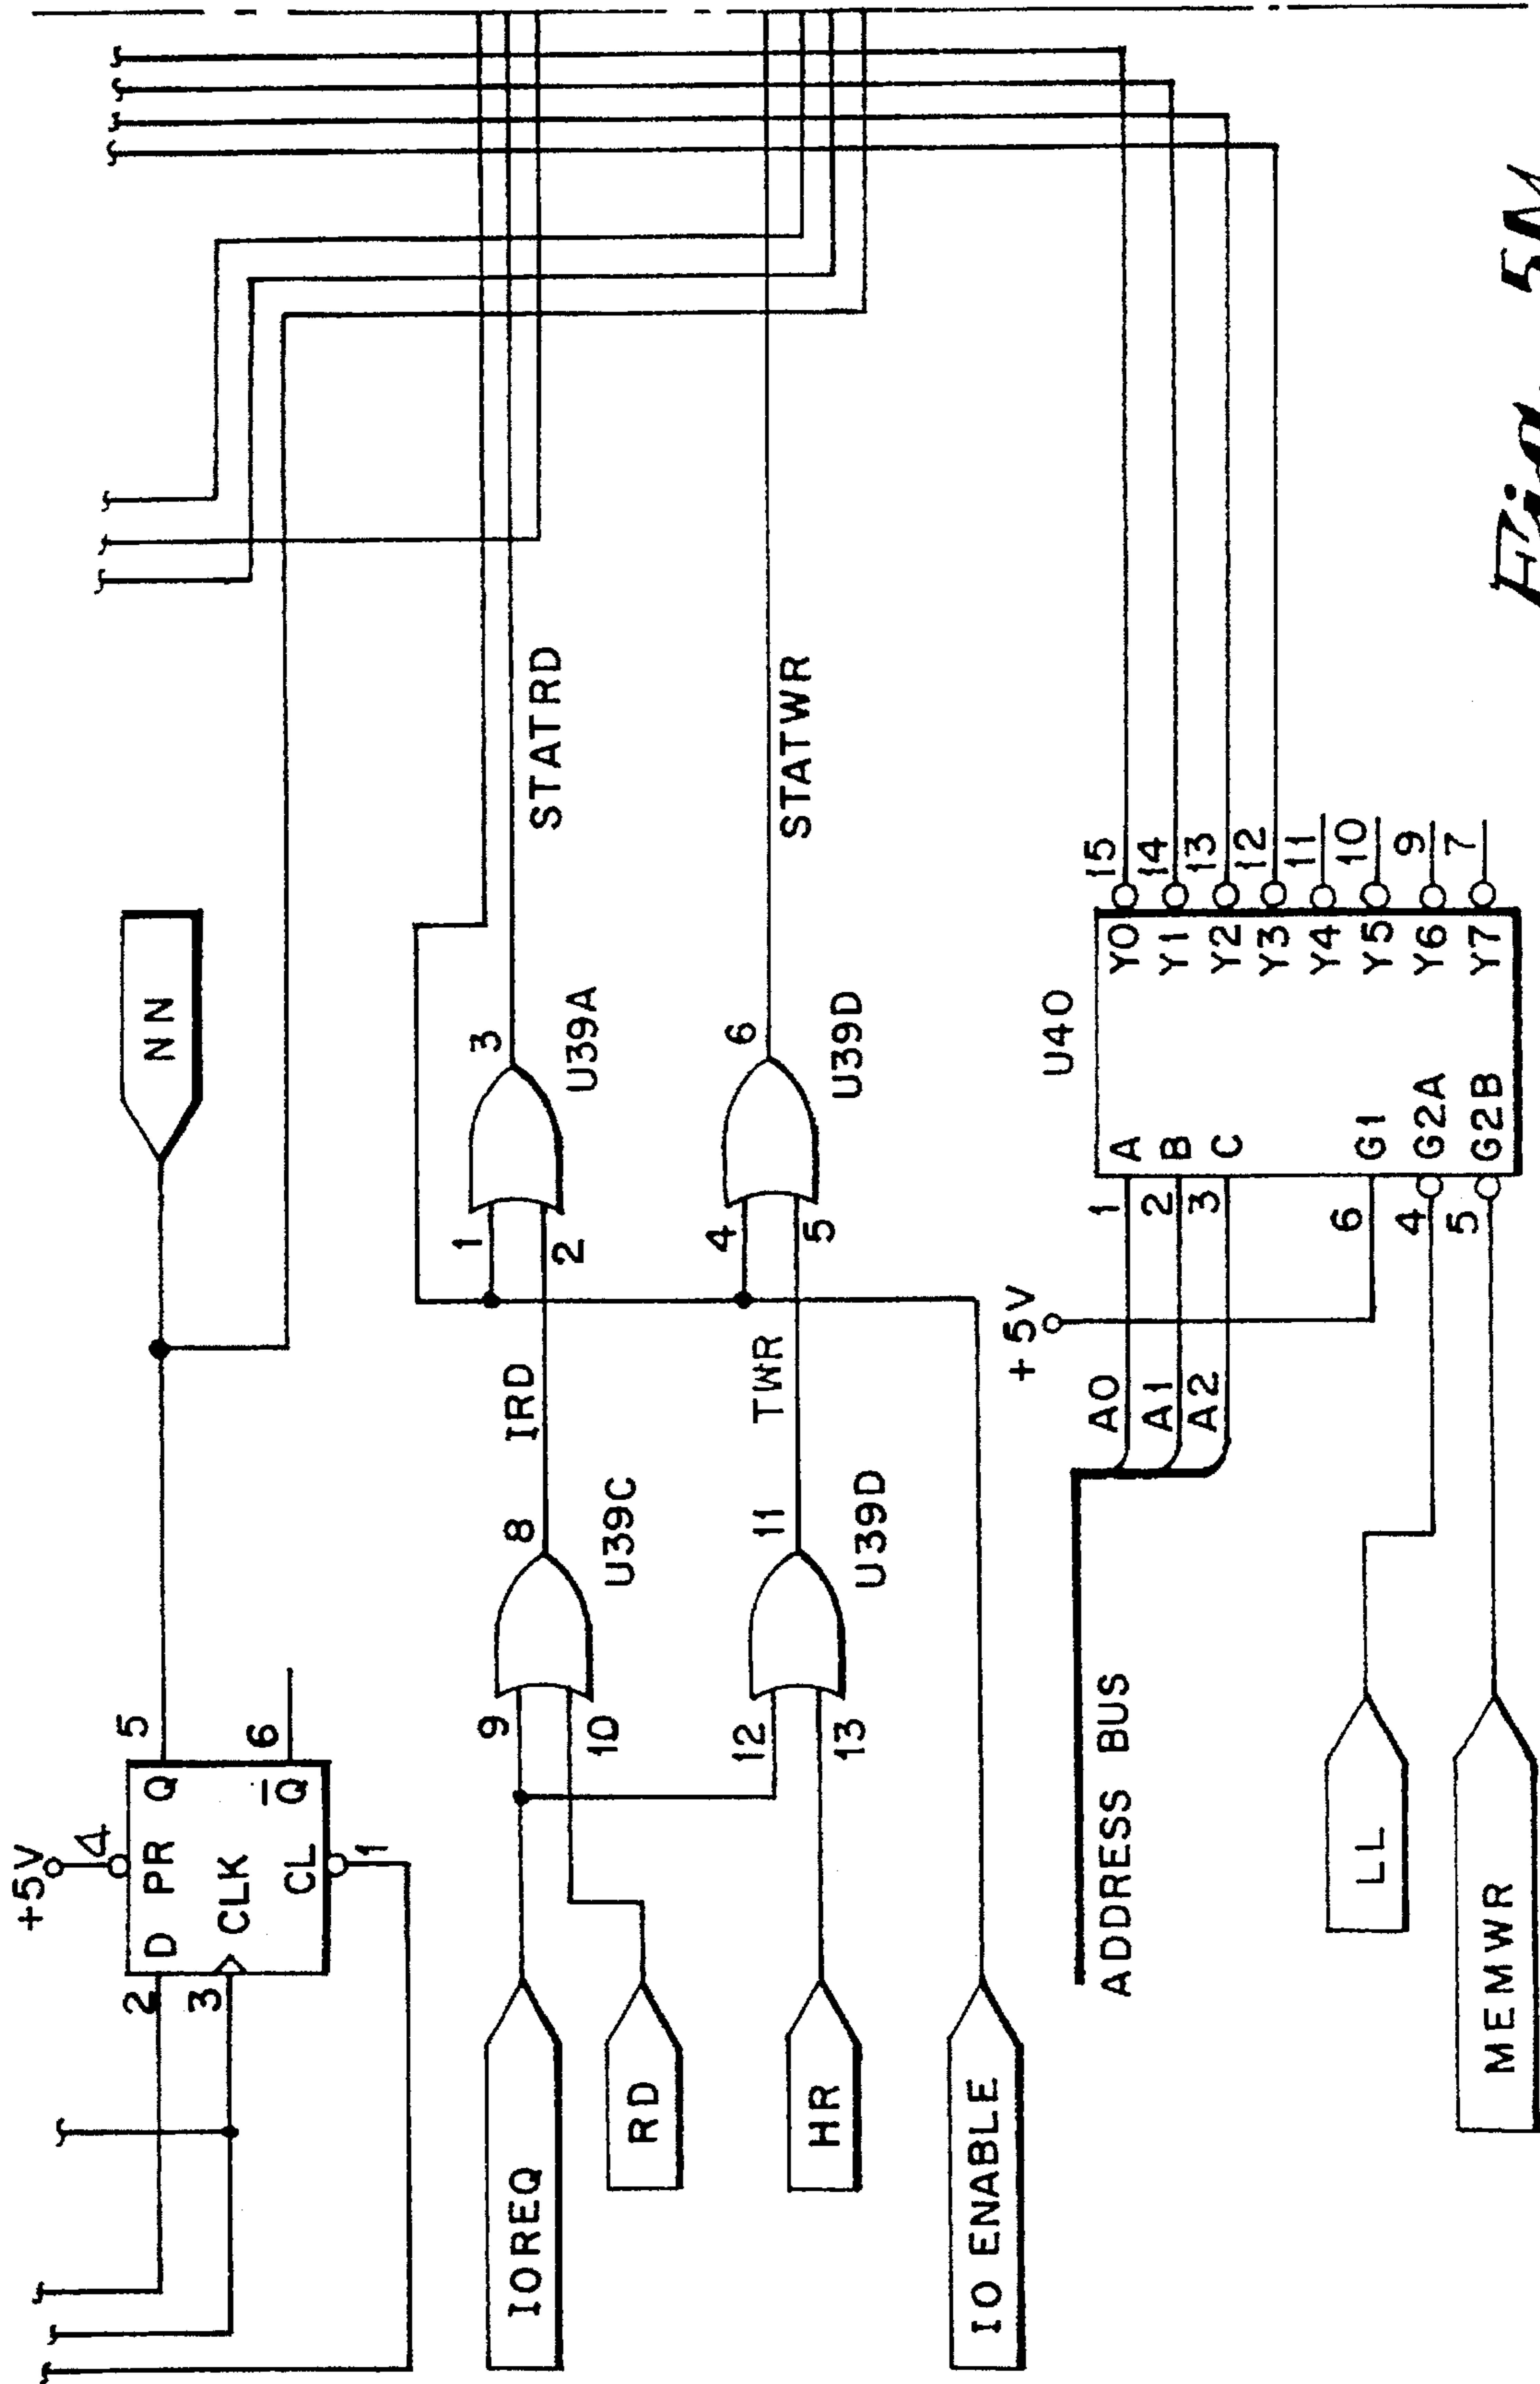 +5V
4
2 D PR Q 5
3 CLK
Q 6
CL
1
NN
IOREQ
9
10
8
IRD
1
2
3
U39A
STATRD
U39C
RD
12
13
11
TWR
4
5
6
U39D
STATWR
U39D
HR
IO ENABLE
+5V
U40
ADDRESS BUS
A0 1 A Y0 15
A1 2 B Y1 14
A2 3 C Y2 13
Y3 12
Y4 11
6 G1 Y5 10
4 G2A Y6 9
5 G2B Y7 7
LL
MEMWR
Fig. 5M